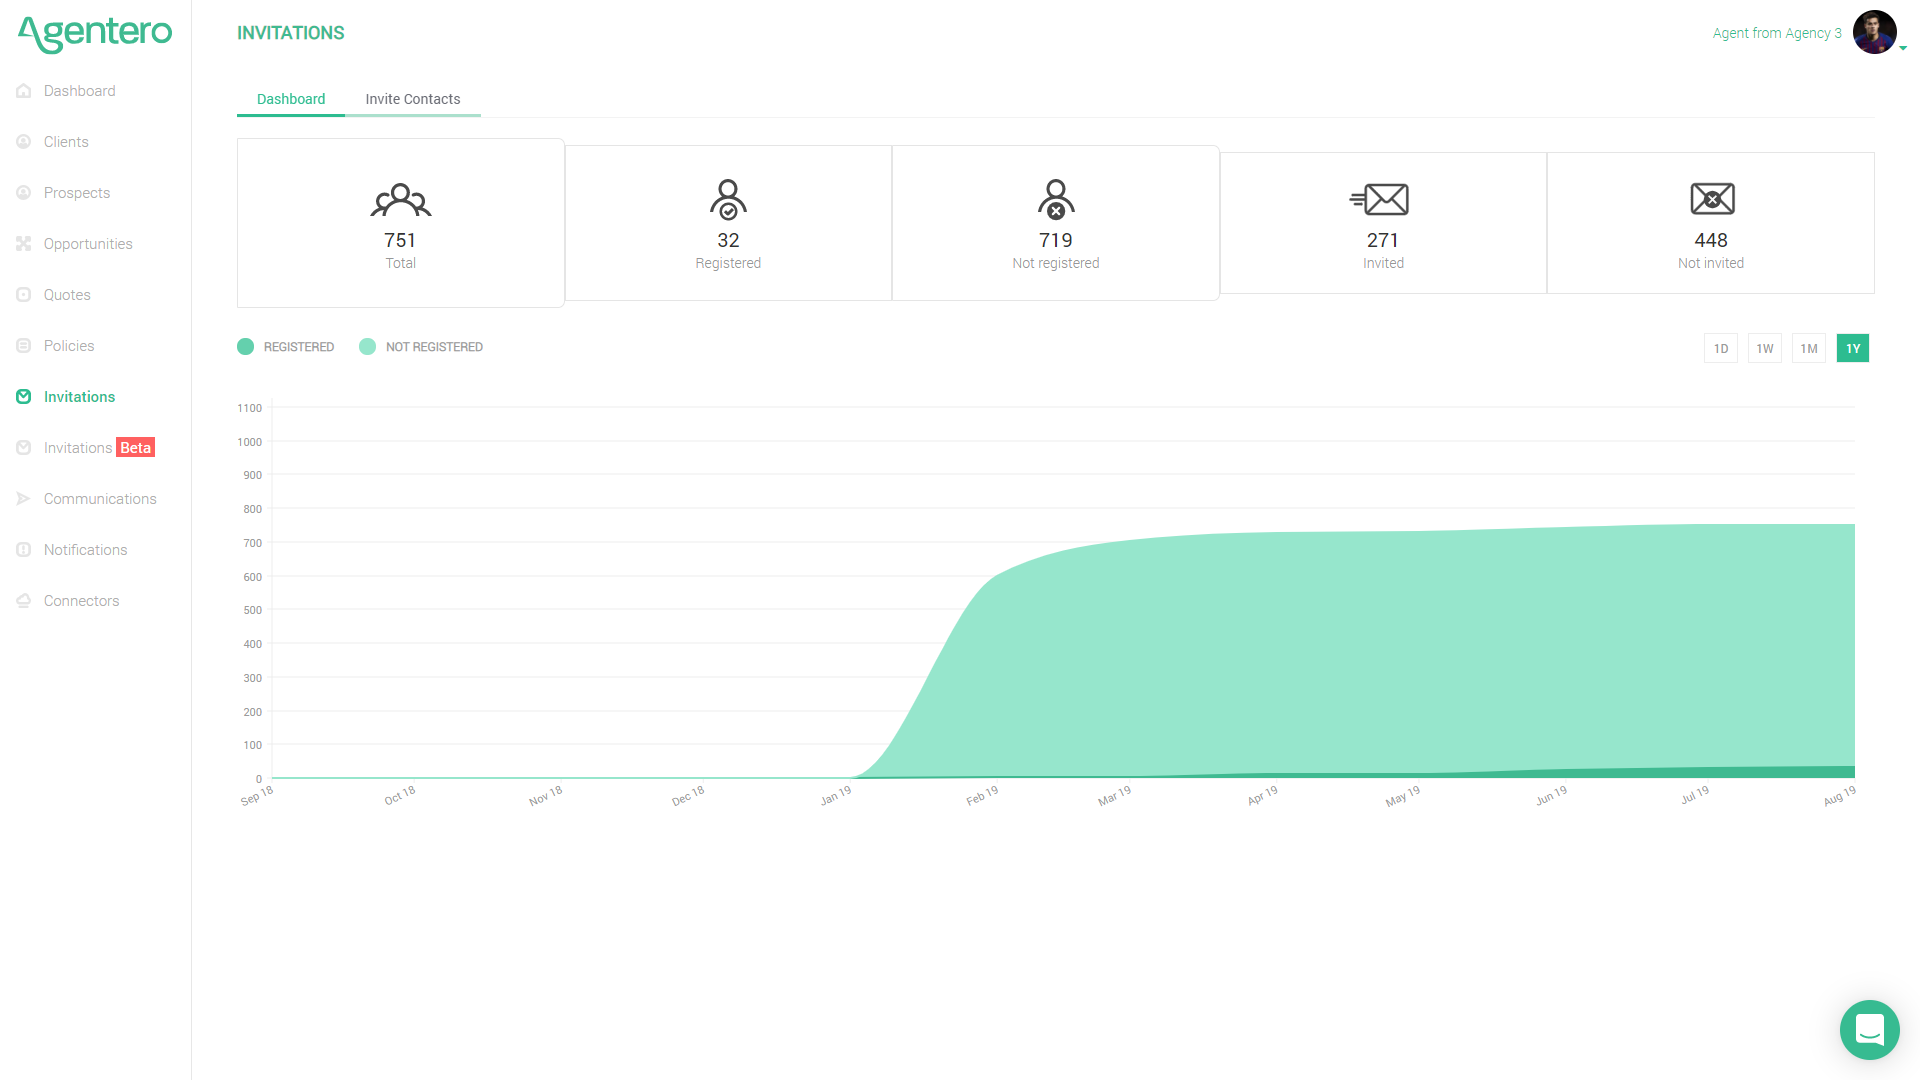 Agentero
INVITATIONS
Agent from Agency 3
Dashboard
Clients
Prospects
Opportunities
Quotes
Policies
Invitations
Invitations Beta
Communications
Notifications
Connectors
Dashboard Invite Contacts
751
Total
32
Registered
719
Not registered
271
Invited
448
Not invited
REGISTERED NOT REGISTERED
1D 1W 1M 1Y
1100
1000
900
800
700
600
500
400
300
200
100
0
Sep 18 Oct 18 Nov 18 Dec 18 Jan 19 Feb 19 Mar 19 Apr 19 May 19 Jun 19 Jul 19 Aug 19